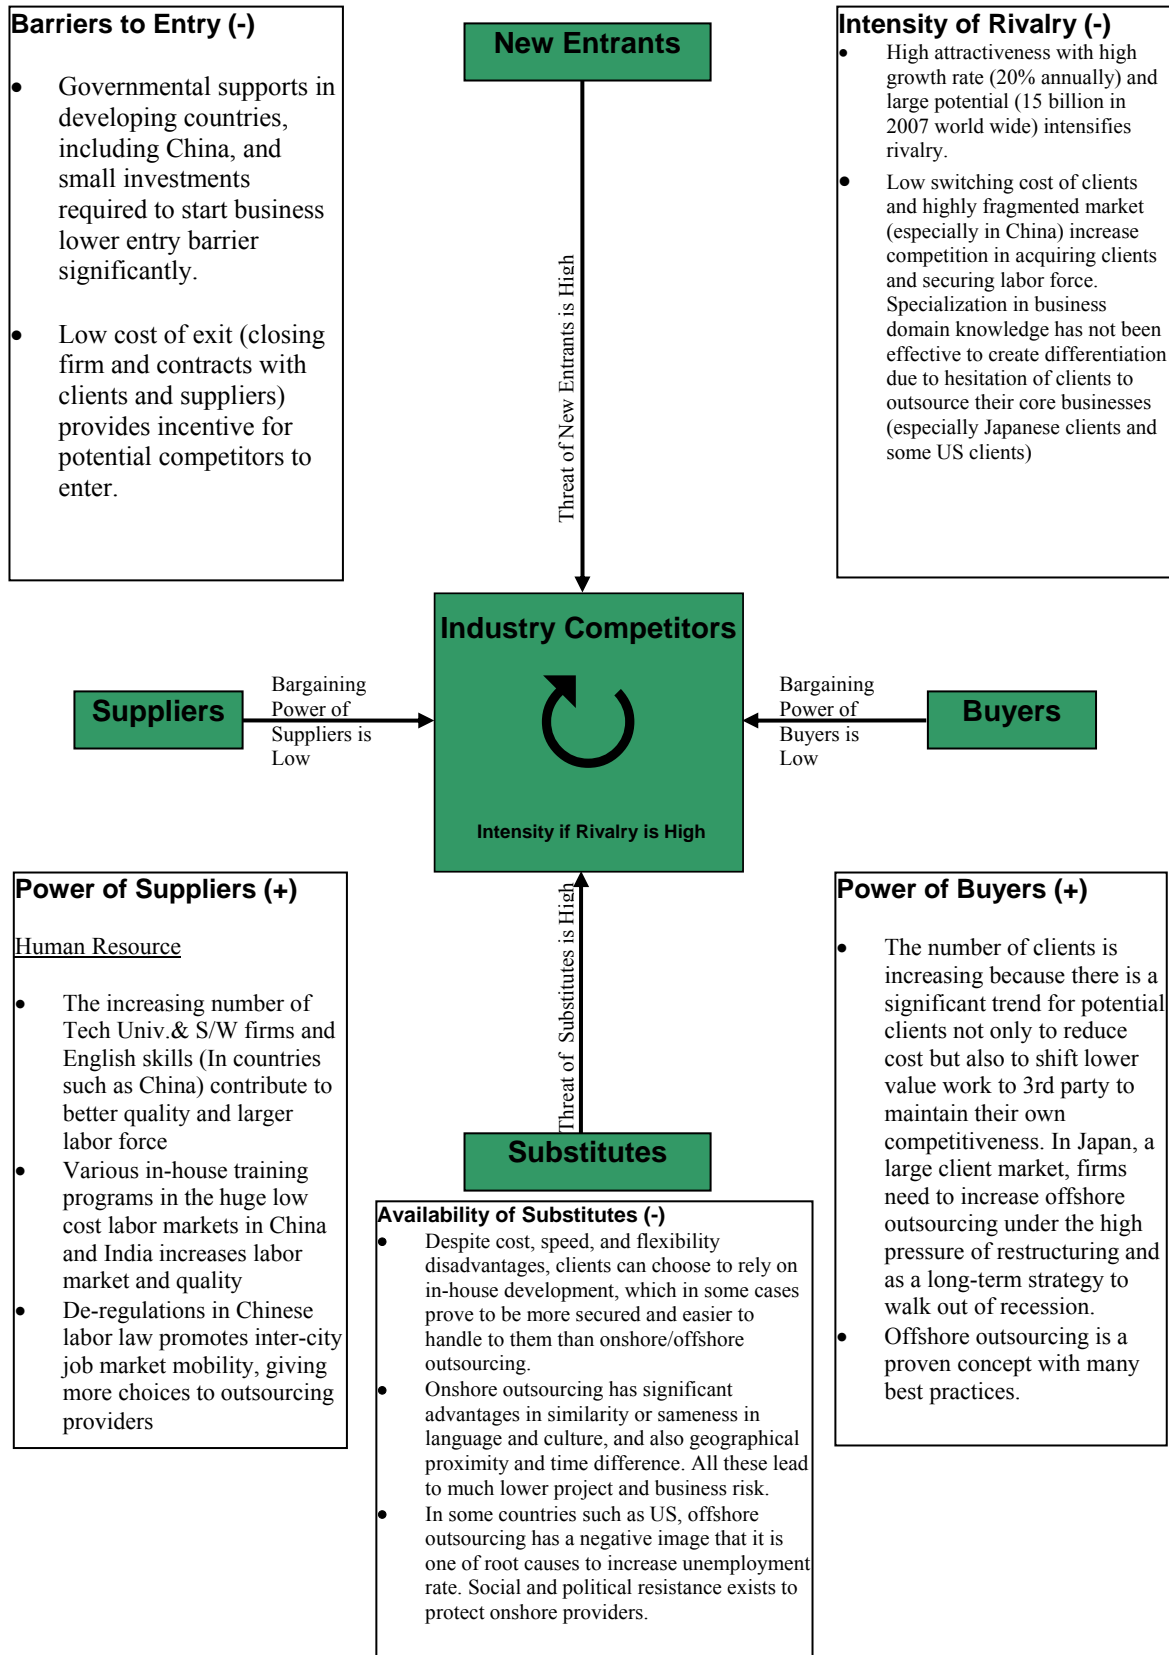 Barriers to Entry (-)
• Governmental supports in
developing countries,
including China, and
small investments
required to start business
lower entry barrier
significantly.
• Low cost of exit (closing
firm and contracts with
clients and suppliers)
provides incentive for
potential competitors to
enter.
New Entrants
Threat of New Entrants is High
Intensity of Rivalry (-)
• High attractiveness with high
growth rate (20% annually) and
large potential (15 billion in
2007 world wide) intensifies
rivalry.
• Low switching cost of clients
and highly fragmented market
(especially in China) increase
competition in acquiring clients
and securing labor force.
Specialization in business
domain knowledge has not been
effective to create differentiation
due to hesitation of clients to
outsource their core businesses
(especially Japanese clients and
some US clients)
Suppliers
Bargaining
Power of
Suppliers is
Low
Industry Competitors
Intensity if Rivalry is High
Bargaining
Power of
Buyers is
Low
Buyers
Power of Suppliers (+)
Human Resource
• The increasing number of
Tech Univ.& S/W firms and
English skills (In countries
such as China) contribute to
better quality and larger
labor force
• Various in-house training
programs in the huge low
cost labor markets in China
and India increases labor
market and quality
• De-regulations in Chinese
labor law promotes inter-city
job market mobility, giving
more choices to outsourcing
providers
Threat of Substitutes is High
Substitutes
Availability of Substitutes (-)
• Despite cost, speed, and flexibility
disadvantages, clients can choose to rely on
in-house development, which in some cases
prove to be more secured and easier to
handle to them than onshore/offshore
outsourcing.
• Onshore outsourcing has significant
advantages in similarity or sameness in
language and culture, and also geographical
proximity and time difference. All these lead
to much lower project and business risk.
• In some countries such as US, offshore
outsourcing has a negative image that it is
one of root causes to increase unemployment
rate. Social and political resistance exists to
protect onshore providers.
Power of Buyers (+)
• The number of clients is
increasing because there is a
significant trend for potential
clients not only to reduce
cost but also to shift lower
value work to 3rd party to
maintain their own
competitiveness. In Japan, a
large client market, firms
need to increase offshore
outsourcing under the high
pressure of restructuring and
as a long-term strategy to
walk out of recession.
• Offshore outsourcing is a
proven concept with many
best practices.